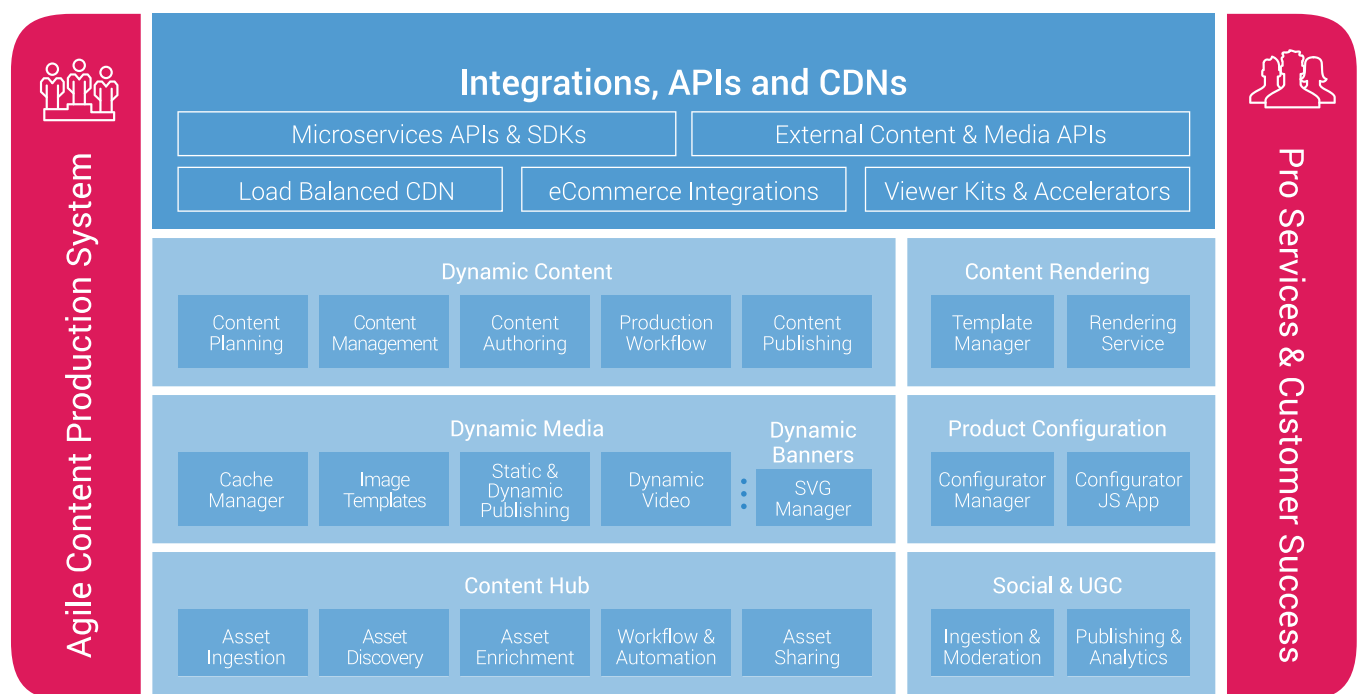 Agile Content Production System
Integrations, APIs and CDNs
Microservices APIs & SDKs
External Content & Media APIs
Load Balanced CDN
eCommerce Integrations
Viewer Kits & Accelerators
Dynamic Content
Content
Planning
Content
Management
Content
Authoring
Production
Workflow
Content
Publishing
Content Rendering
Template
Manager
Rendering
Service
Dynamic Media
Cache
Manager
Image
Templates
Static &
Dynamic
Publishing
Dynamic
Video
Dynamic
Banners
SVG
Manager
Product Configuration
Configurator
Manager
Configurator
JS App
Content Hub
Asset
Ingestion
Asset
Discovery
Asset
Enrichment
Workflow &
Automation
Asset
Sharing
Social & UGC
Ingestion &
Moderation
Publishing &
Analytics
Pro Services & Customer Success